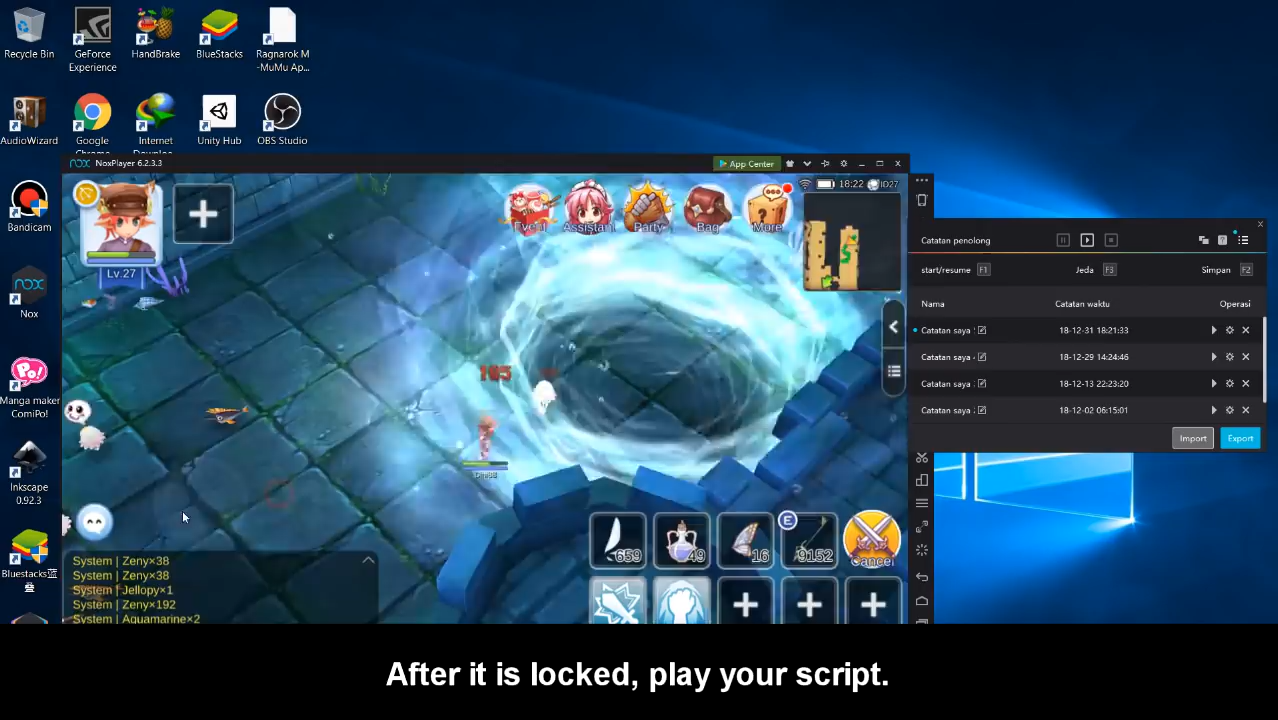 Recycle Bin
GeForce
Experience
HandBrake
BlueStacks
Ragnarok M
-MuMu Ap...
AudioWizard
Google
Chrome
Internet
Unity Hub
OBS Studio
nox NoxPlayer 6.2.3.3
App Center
Bandicam
nox
Nox
Po!
Manga maker
ComiPo!
Inkscape
0.92.3
Lv.27
Event
Assistant
Party
Bag
More
18:22
ID27
165
659
49
16
E
9152
Cancel
System | Zeny×38
System | Zeny×38
System | Jellopy×1
System | Zeny×192
System | Aquamarine×2
Catatan penolong
start/resume F1
Jeda F3
Simpan F2
Nama
Catatan waktu
Operasi
Catatan saya
18-12-31 18:21:33
Catatan saya
18-12-29 14:24:46
Catatan saya
18-12-13 22:23:20
Catatan saya
18-12-02 06:15:01
Import
Export
After it is locked, play your script.